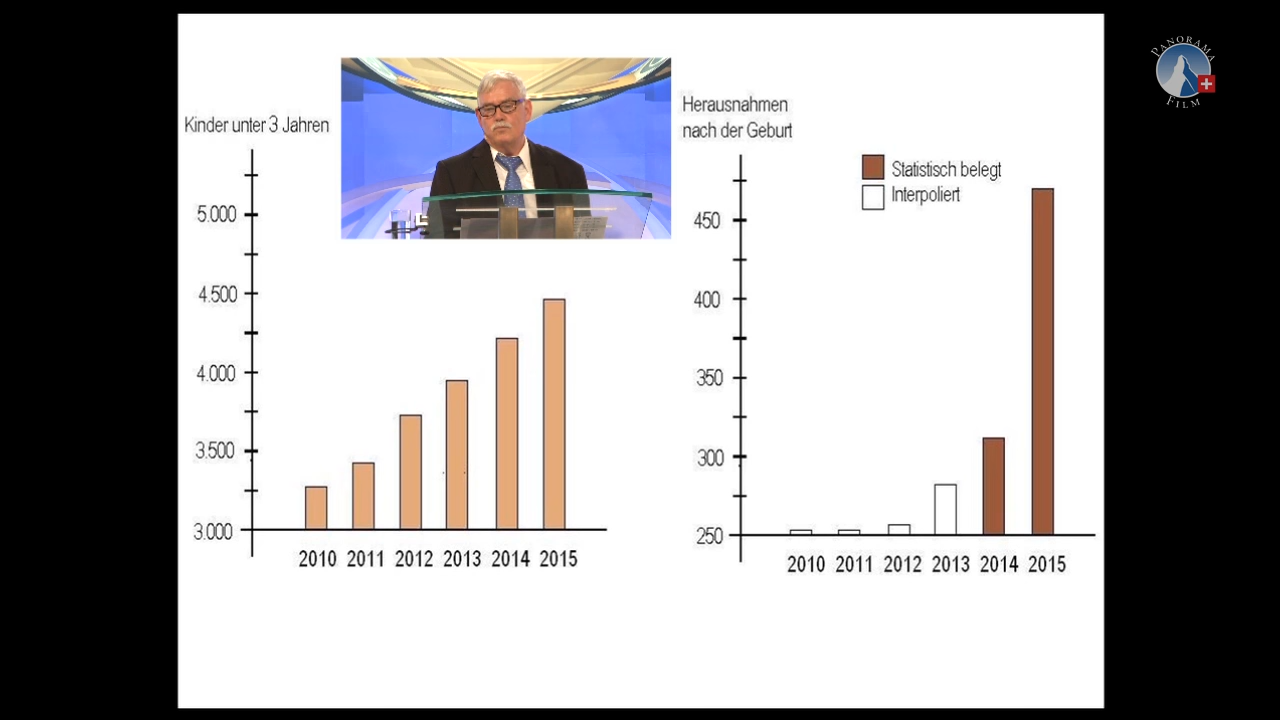 Kinder unter 3 Jahren
5.000
4.500
4.000
3.500
3.000
2010 2011 2012 2013 2014 2015
Herausnahmen
nach der Geburt
Statistisch belegt
Interpoliert
450
400
350
300
250
2010 2011 2012 2013 2014 2015
PANORAMA
FILM